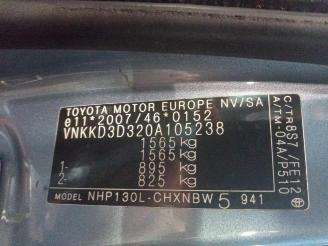 TOYOTA MOTOR EUROPE NV/SA
e11*2007/46*0152
VNKKD3D320A105238
1565 kg
1565 kg
1- 895 kg
2- 825 kg
MODEL NHP130L-CHXNBW 5 941
C/TR8S7/FE12
A/TM-04A/P510